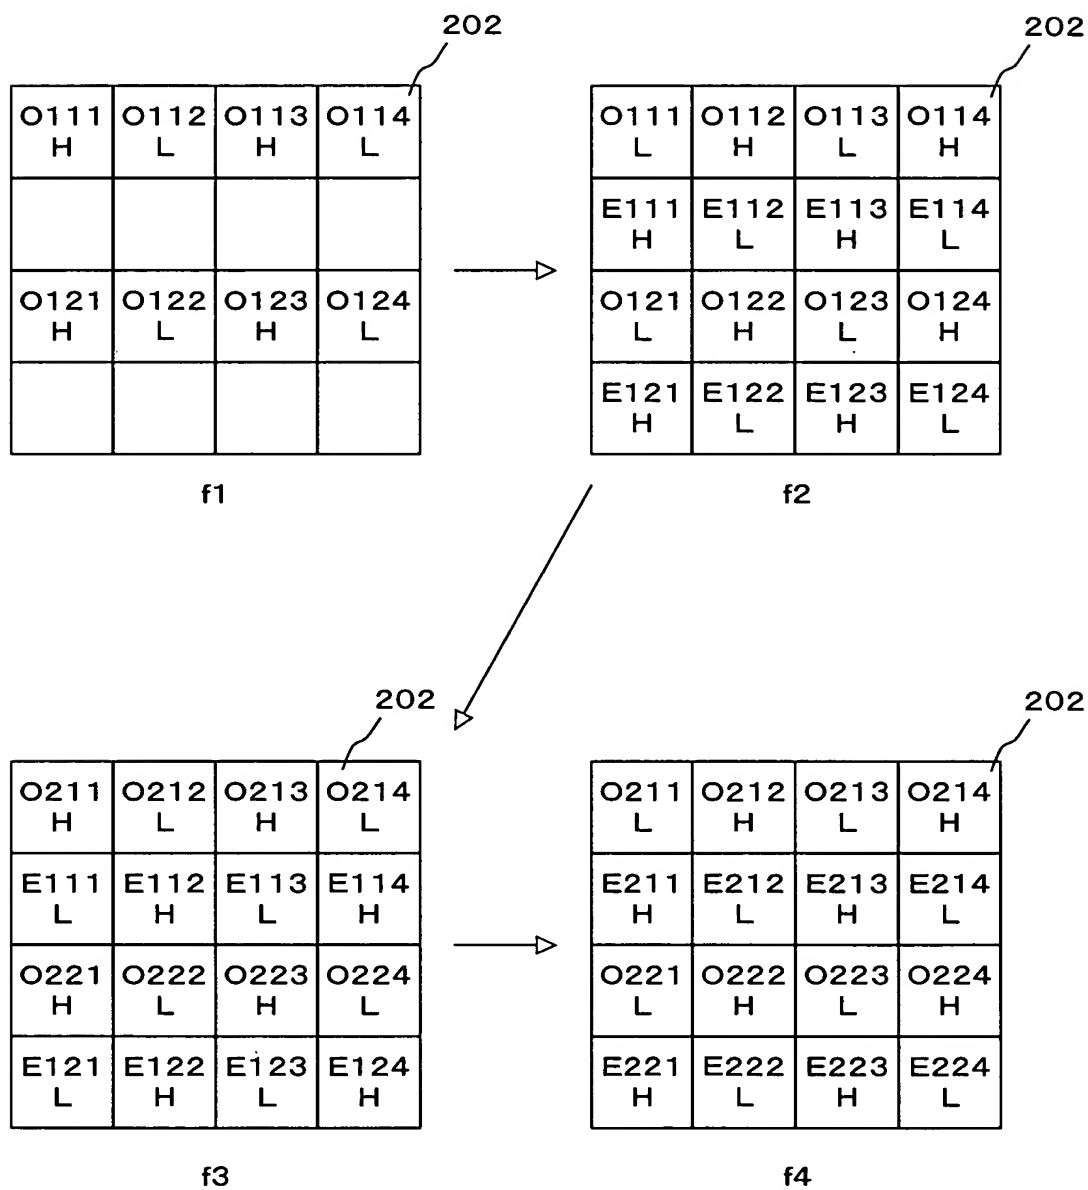 202
202
O111 O112 O113 O114
H L H L
O121 O122 O123 O124
H L H L
f1
O111 O112 O113 O114
L H L H
E111 E112 E113 E114
H L H L
O121 O122 O123 O124
L H L H
E121 E122 E123 E124
H L H L
f2
202
202
O211 O212 O213 O214
H L H L
E111 E112 E113 E114
L H L H
O221 O222 O223 O224
H L H L
E121 E122 E123 E124
L H L H
f3
O211 O212 O213 O214
L H L H
E211 E212 E213 E214
H L H L
O221 O222 O223 O224
L H L H
E221 E222 E223 E224
H L H L
f4